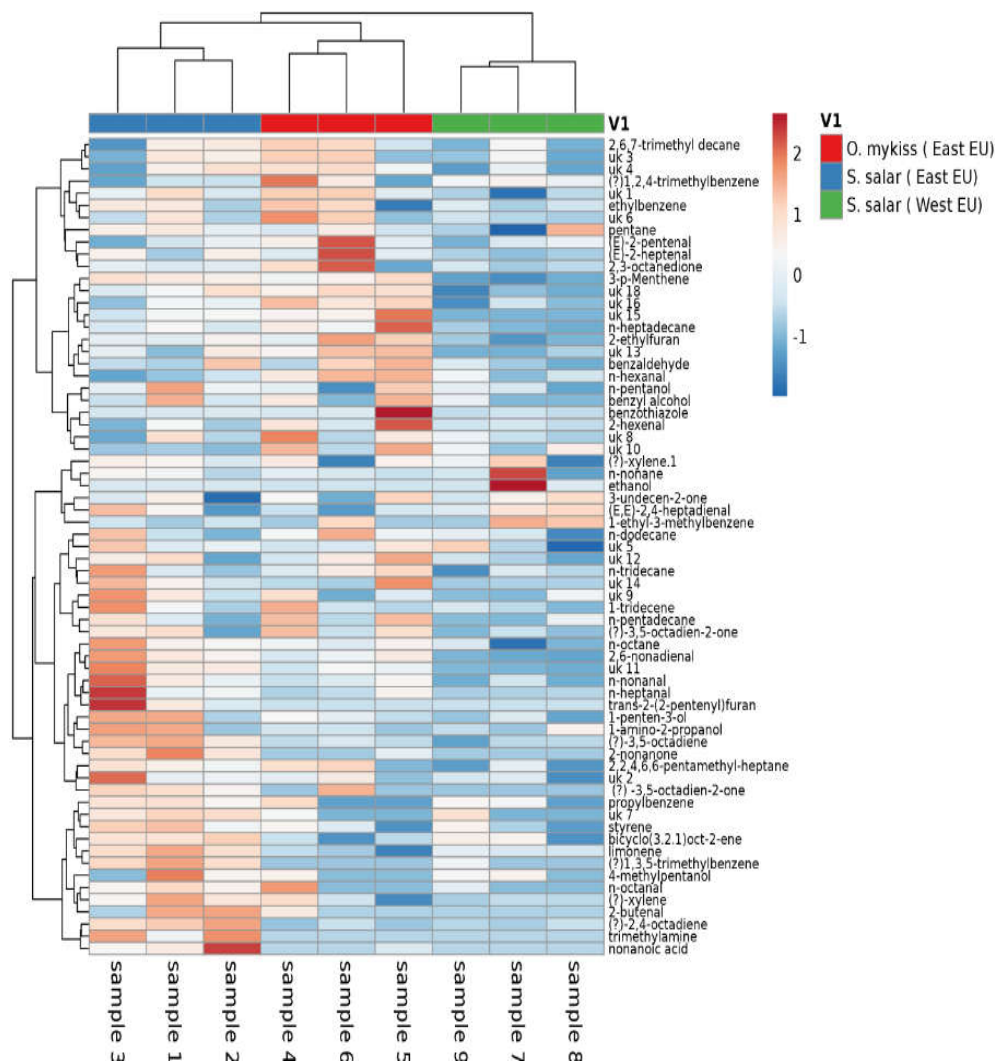 V1
2,6,7-trimethyl decane
uk 3
uk 4
(?)1,2,4-trimethylbenzene
uk 1
ethylbenzene
uk 6
pentane
(E)-2-pentenal
(E)-2-heptenal
2,3-octanedione
3-p-Menthene
uk 18
uk 16
uk 15
n-heptadecane
2-ethylfuran
uk 13
benzaldehyde
n-hexanal
n-pentanol
benzyl alcohol
benzothiazole
2-hexenal
uk 8
uk 10
(?)-xylene.1
n-nonane
ethanol
3-undecen-2-one
(E,E)-2,4-heptadienal
1-ethyl-3-methylbenzene
n-dodecane
uk 5
uk 12
n-tridecane
uk 14
uk 9
1-tridecene
n-pentadecane
(?)-3,5-octadien-2-one
n-octane
2,6-nonadienal
uk 11
n-nonanal
n-heptanal
trans-2-(2-pentenyl)furan
1-penten-3-ol
1-amino-2-propanol
(?)-3,5-octadiene
2-nonanone
2,2,4,6,6-pentamethyl-heptane
uk 2
(?) -3,5-octadien-2-one
propylbenzene
uk 7
styrene
bicyclo(3.2.1)oct-2-ene
limonene
(?)1,3,5-trimethylbenzene
4-methylpentanol
n-octanal
(?)-xylene
2-butenal
(?)-2,4-octadiene
trimethylamine
nonanoic acid
sample 3
sample 1
sample 2
sample 4
sample 6
sample 5
sample 9
sample 7
sample 8
2
1
0
-1
V1
O. mykiss ( East EU)
S. salar ( East EU)
S. salar ( West EU)